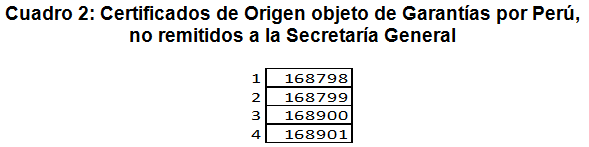 Cuadro 2: Certificados de Origen objeto de Garantías por Perú,
no remitidos a la Secretaría General
1 168798
2 168799
3 168900
4 168901